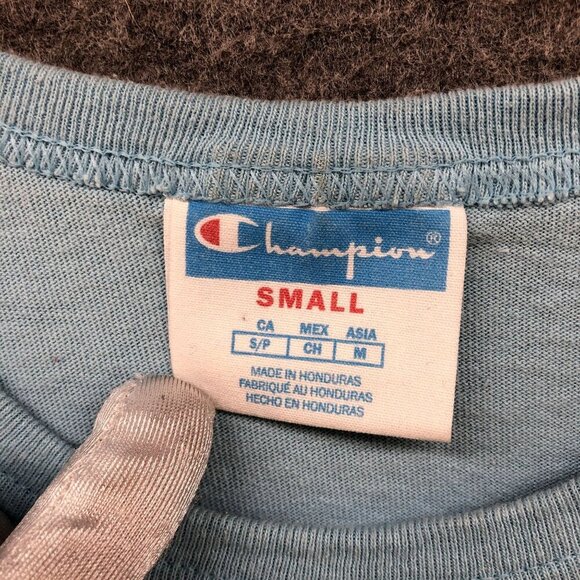 Champion®
SMALL
CA MEX ASIA
S/P CH M
MADE IN HONDURAS
FABRIQUÉ AU HONDURAS
HECHO EN HONDURAS